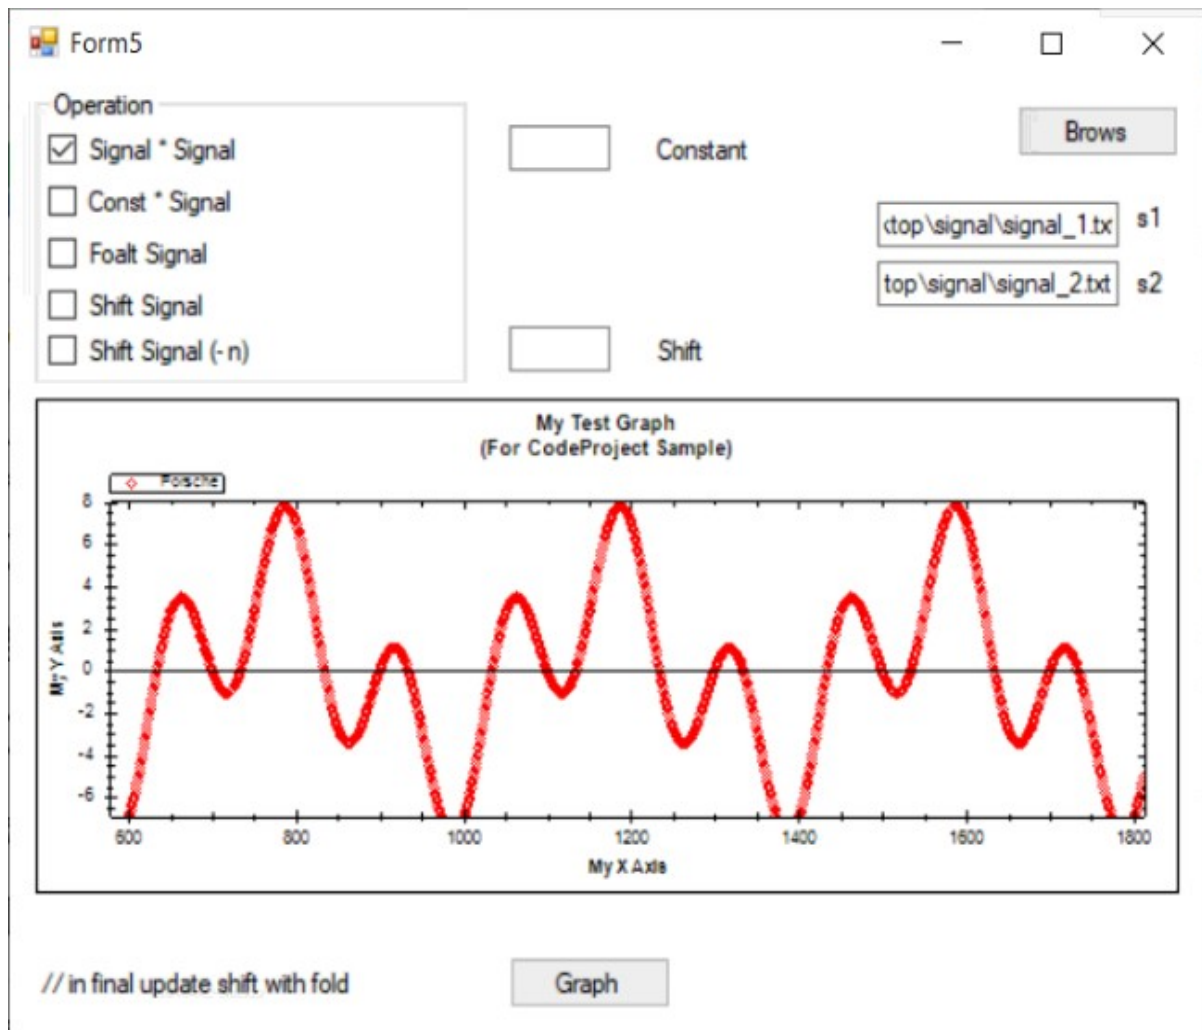 Form5
Operation
Signal * Signal
Const * Signal
Foalt Signal
Shift Signal
Shift Signal (- n)
Constant
Shift
Brows
top\signal\signal_1.tx
s1
top\signal\signal_2.txt
s2
My Test Graph
(For CodeProject Sample)
Porsche
8
6
4
2
0
-2
-4
-6
My Y Axis
600
800
1000
1200
1400
1600
1800
My X Axis
// in final update shift with fold
Graph